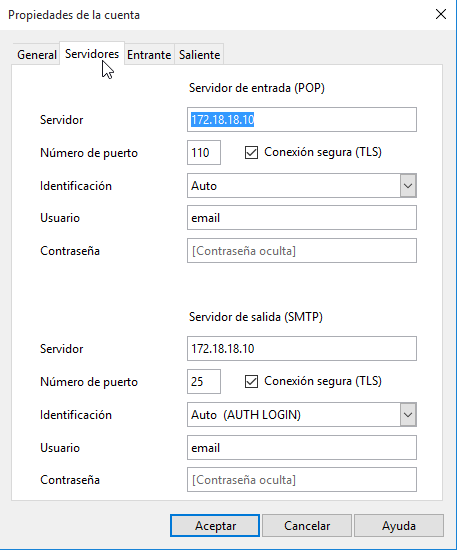 Propiedades de la cuenta
General Servidores Entrante Saliente
Servidor de entrada (POP)
Servidor 172.18.18.10
Número de puerto 110 Conexión segura (TLS)
Identificación Auto
Usuario email
Contraseña [Contraseña oculta]
Servidor de salida (SMTP)
Servidor 172.18.18.10
Número de puerto 25 Conexión segura (TLS)
Identificación Auto (AUTH LOGIN)
Usuario email
Contraseña [Contraseña oculta]
Aceptar Cancelar Ayuda